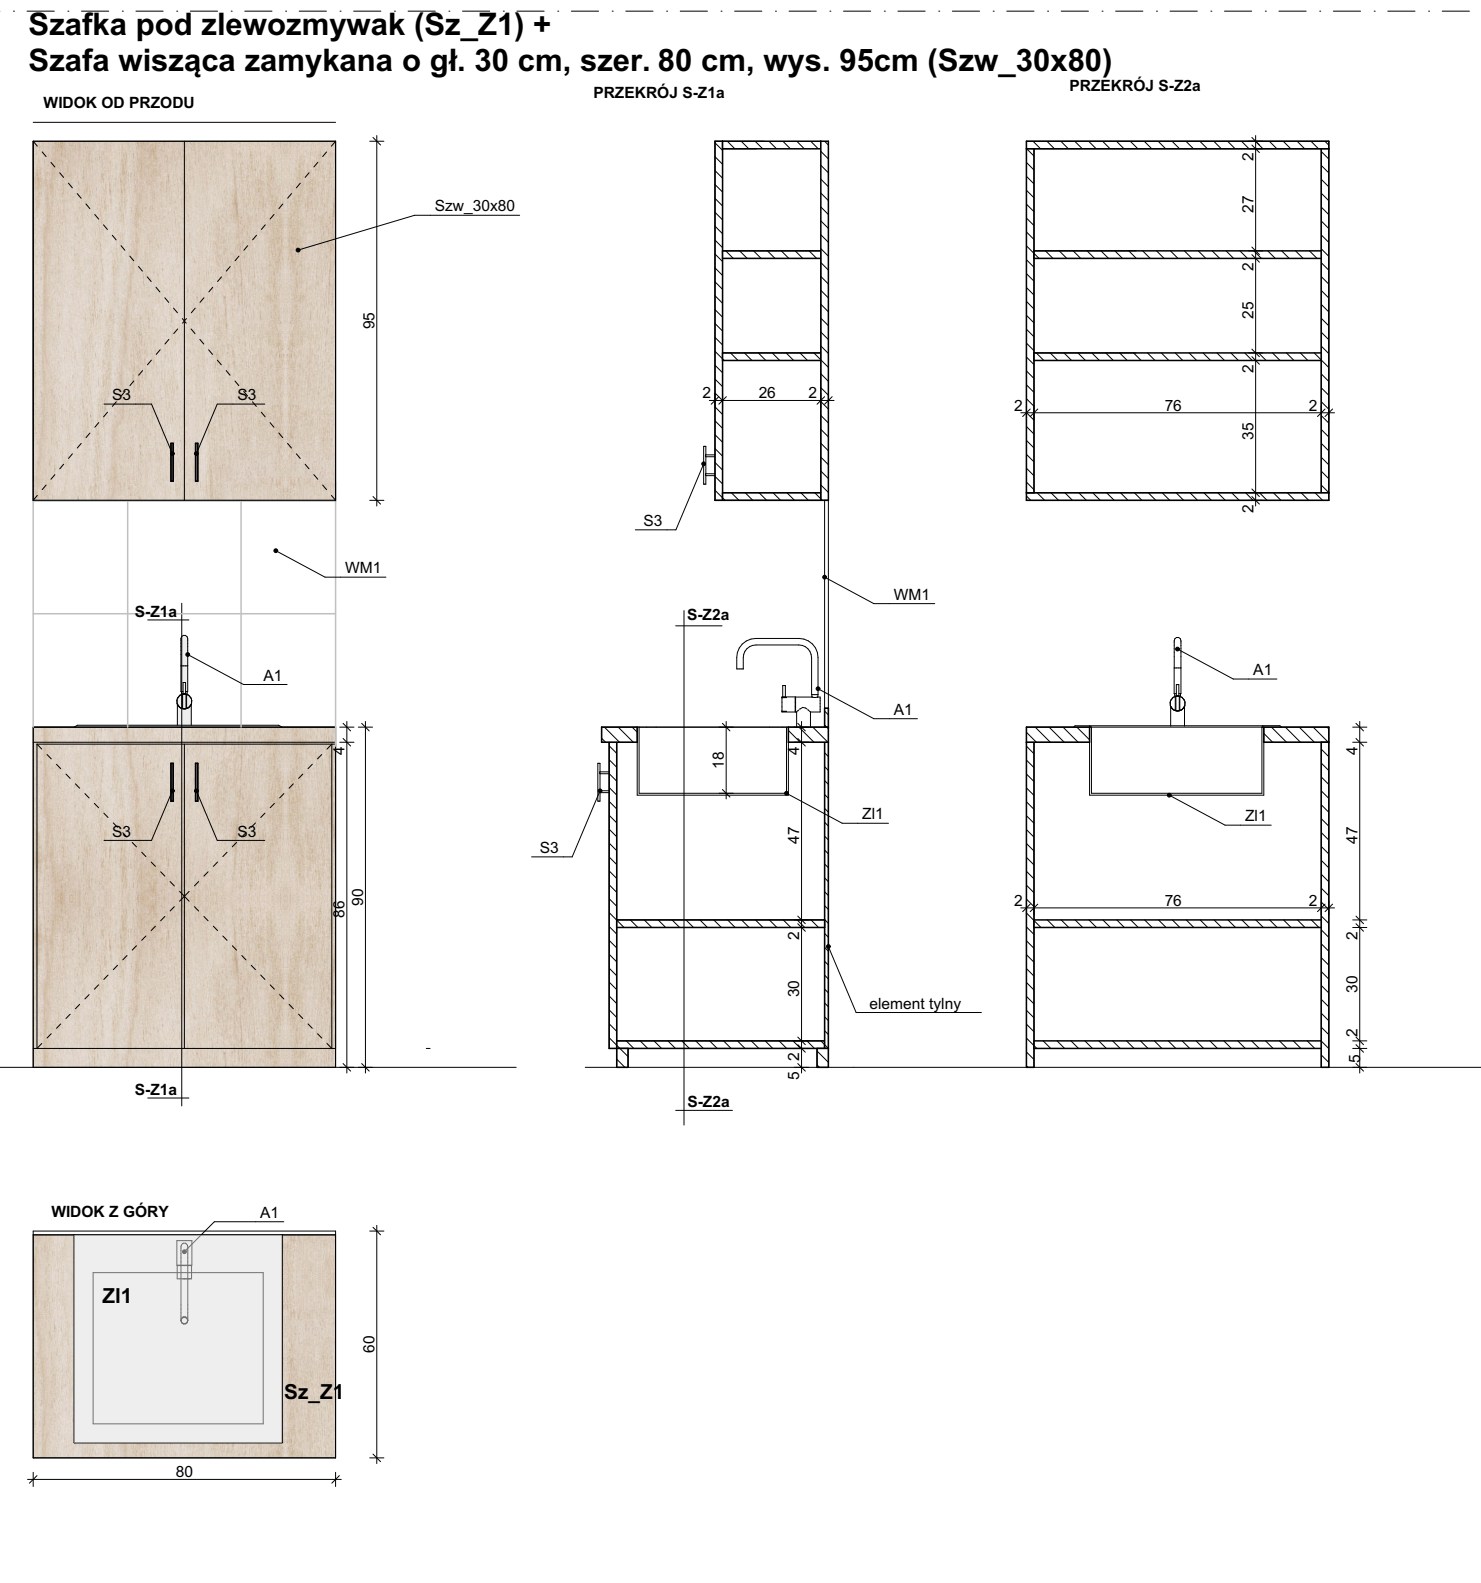 Szafka pod zlewozmywak (Sz_Z1) +
Szafa wisząca zamykana o gł. 30 cm, szer. 80 cm, wys. 95cm (Szw_30x80)
WIDOK OD PRZODU
PRZEKRÓJ S-Z1a
PRZEKRÓJ S-Z2a
Szw_30x80
95
S3
S3
WM1
S-Z1a
A1
4
S3
S3
86
90
S-Z1a
2
26
2
S3
WM1
S-Z2a
A1
18
4
Zl1
S3
47
2
30
element tylny
2
5
S-Z2a
2
27
2
25
2
2
76
2
35
2
A1
4
Zl1
47
2
76
2
2
30
2
5
WIDOK Z GÓRY
A1
Zl1
Sz_Z1
60
80